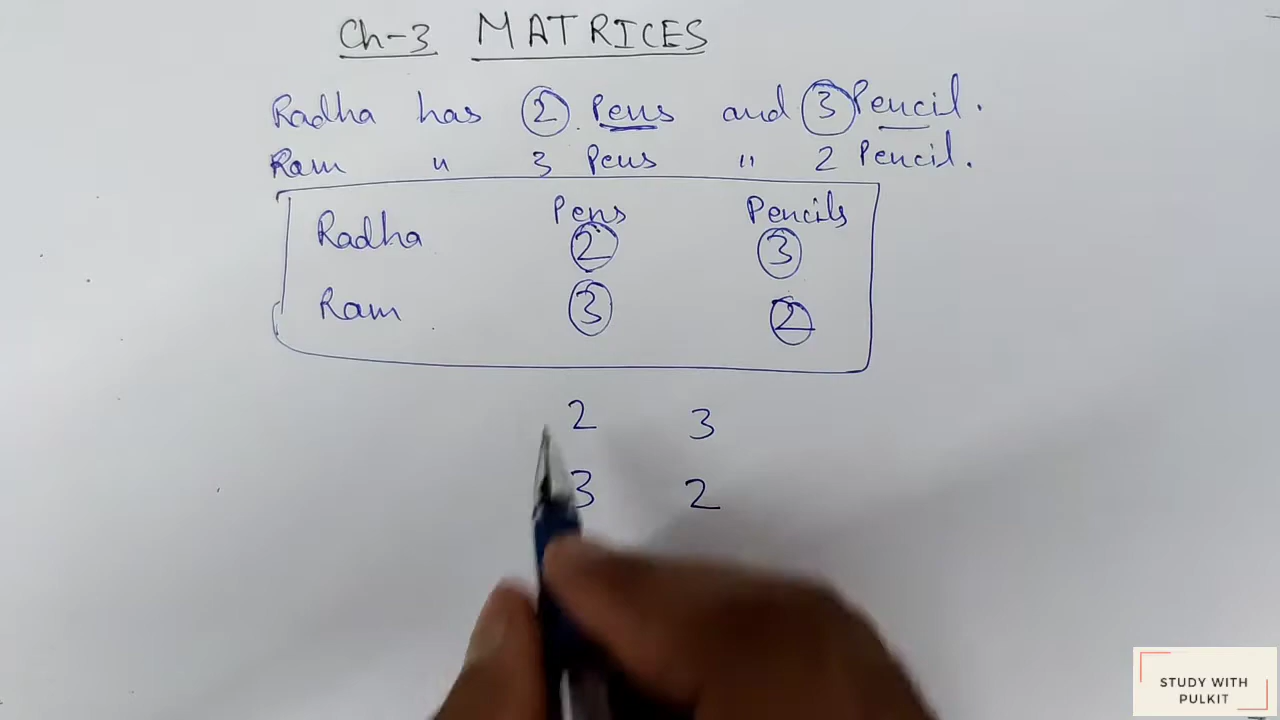 Ch-3 MATRICES
Radha has 2 Pens and 3 Pencil.
Ram " 3 Pens " 2 Pencil.
Pens Pencils
Radha 2 3
Ram 3 2
2 3
3 2
STUDY WITH
PULKIT